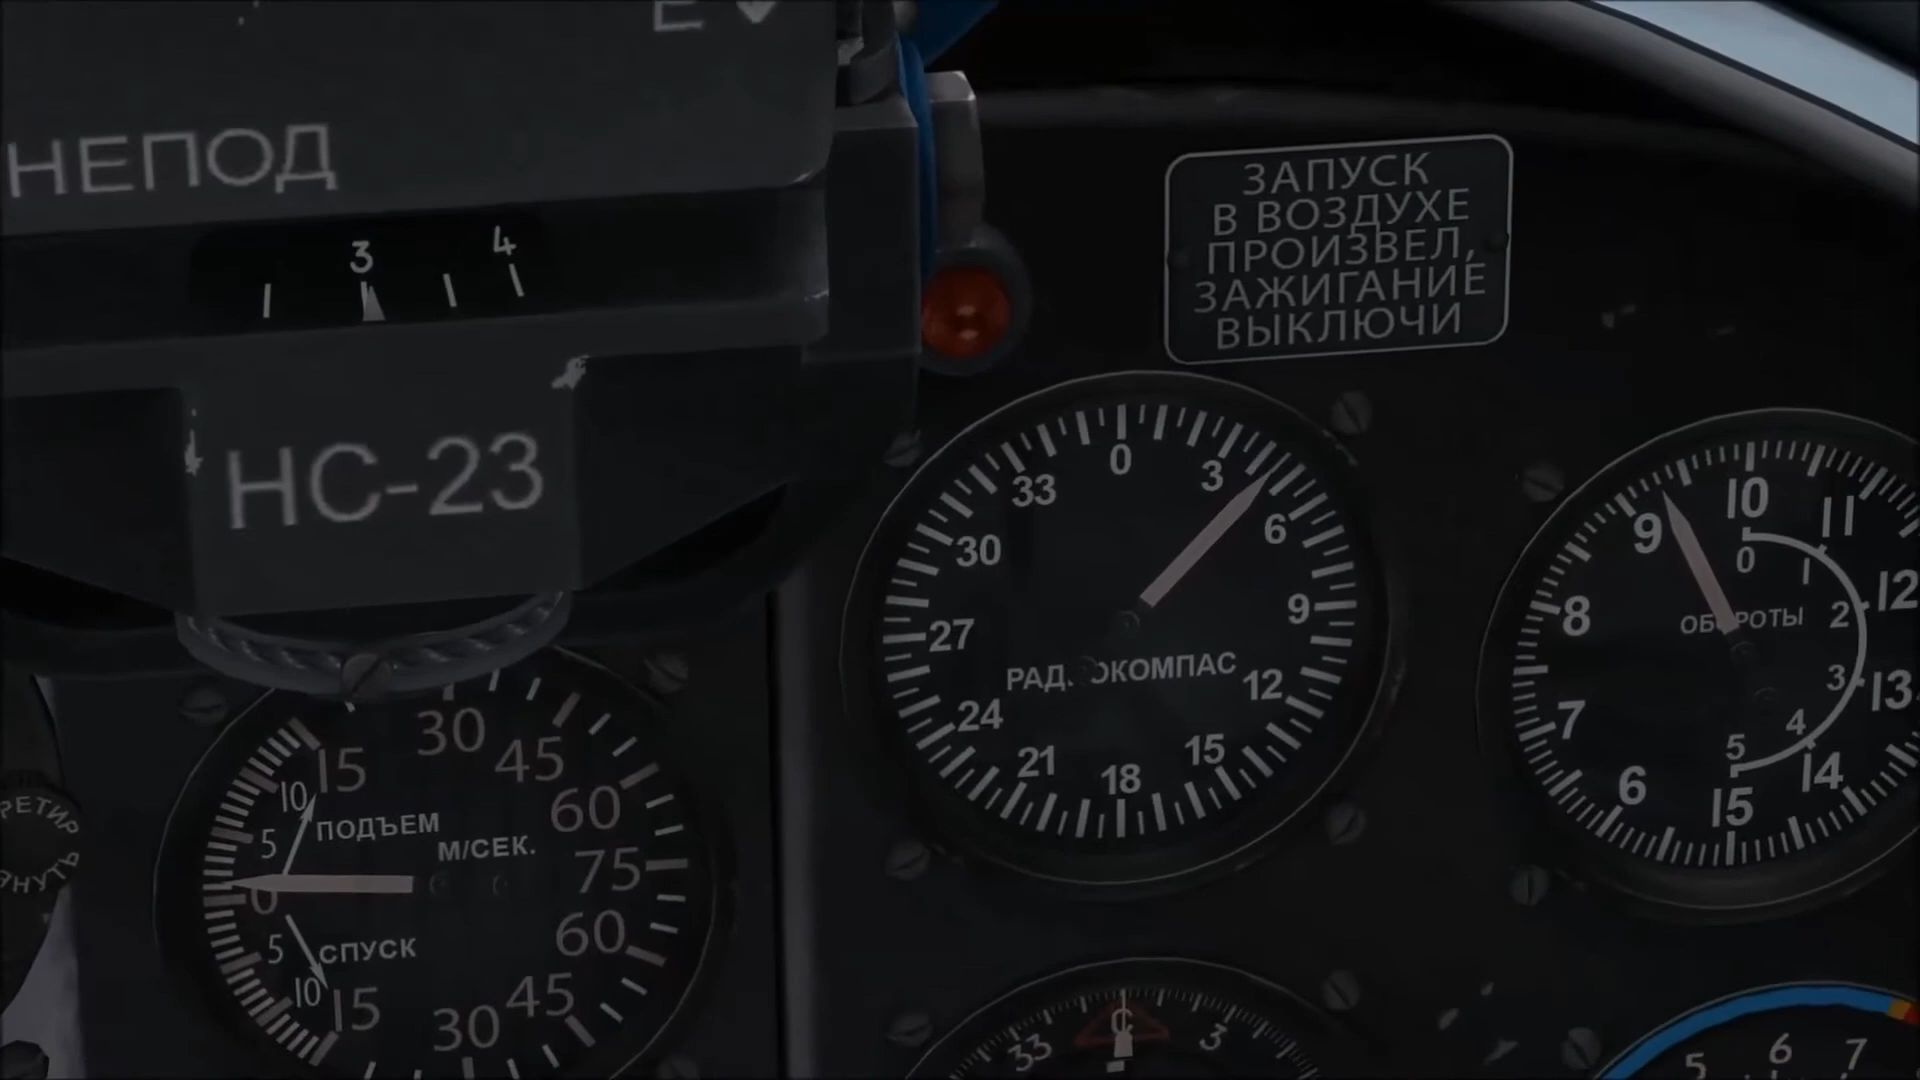 НЕПОД
3 4
НС-23
ЗАПУСК
В ВОЗДУХЕ
ПРОИЗВЕЛ,
ЗАЖИГАНИЕ
ВЫКЛЮЧИ
0 3 6 9 12 15 18 21 24 27 30 33
РАДИОКОМПАС
6 7 8 9 10 11 12 13 14 15
0 1 2 3 4 5
ОБОРОТЫ
15 30 45 60 75 60 45 30 15
10 5 0 5 10
ПОДЪЕМ
М/СЕК.
СПУСК
33 3
5 6 7